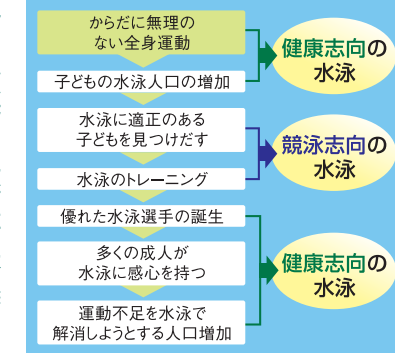 からだに無理の
ない全身運動
子どもの水泳人口の増加
健康志向の
水泳
水泳に適正のある
子どもを見つけだす
水泳のトレーニング
競泳志向の
水泳
優れた水泳選手の誕生
多くの成人が
水泳に感心を持つ
運動不足を水泳で
解消しようとする人口増加
健康志向の
水泳